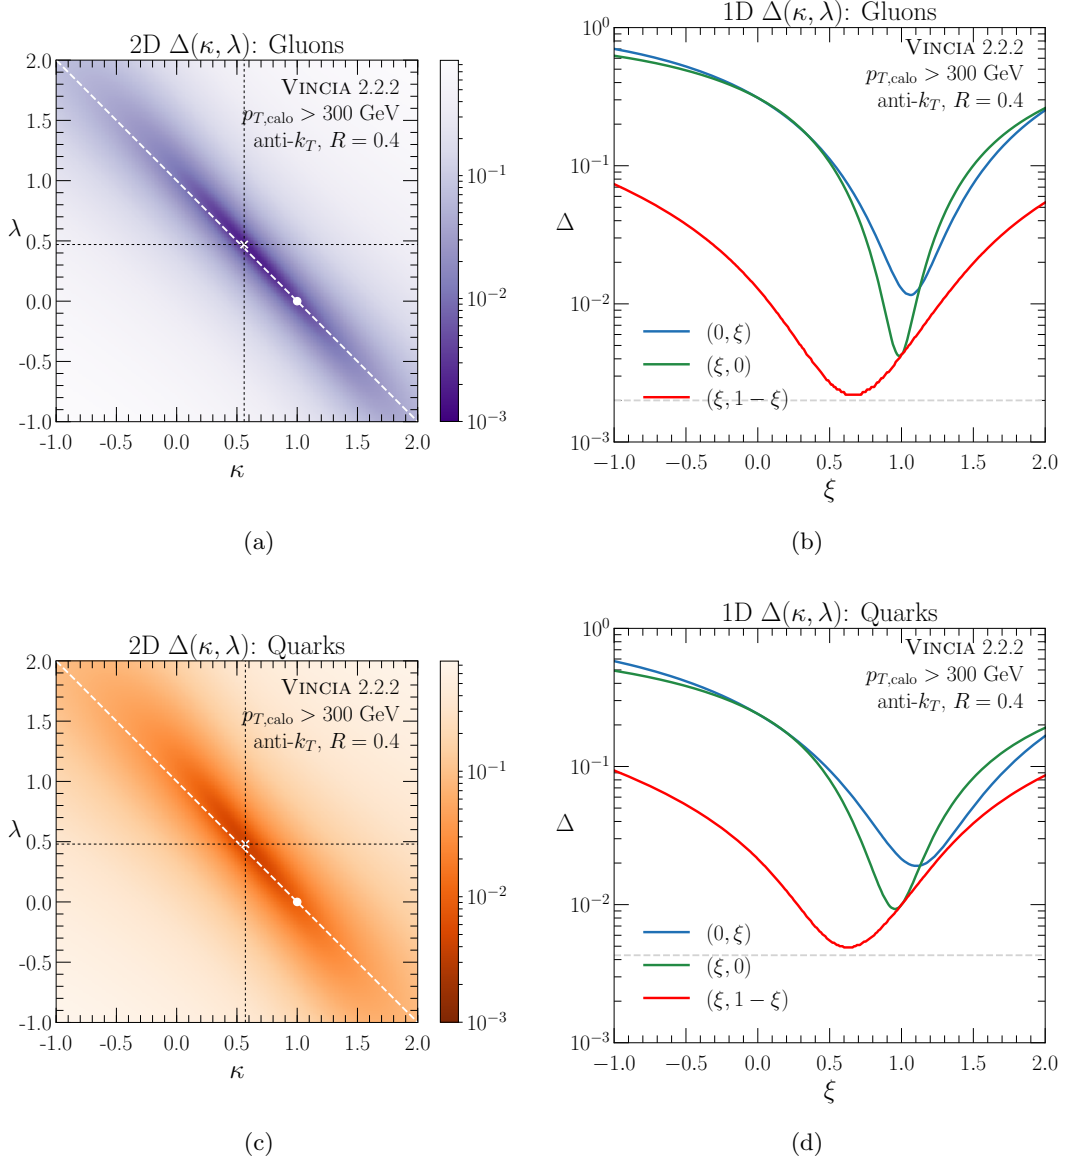 2D Δ(κ, λ): Gluons
VINCIA 2.2.2
p_{T,calo} > 300 GeV
anti-k_T, R = 0.4
λ
2.0
1.5
1.0
0.5
0.0
-0.5
-1.0
-1.0 -0.5 0.0 0.5 1.0 1.5 2.0
κ
10^{-1}
10^{-2}
10^{-3}
(a)
1D Δ(κ, λ): Gluons
VINCIA 2.2.2
p_{T,calo} > 300 GeV
anti-k_T, R = 0.4
Δ
10^0
10^{-1}
10^{-2}
10^{-3}
(0, ξ)
(ξ, 0)
(ξ, 1 − ξ)
−1.0 −0.5 0.0 0.5 1.0 1.5 2.0
ξ
(b)
2D Δ(κ, λ): Quarks
VINCIA 2.2.2
p_{T,calo} > 300 GeV
anti-k_T, R = 0.4
λ
2.0
1.5
1.0
0.5
0.0
-0.5
-1.0
-1.0 -0.5 0.0 0.5 1.0 1.5 2.0
κ
10^{-1}
10^{-2}
10^{-3}
(c)
1D Δ(κ, λ): Quarks
VINCIA 2.2.2
p_{T,calo} > 300 GeV
anti-k_T, R = 0.4
Δ
10^0
10^{-1}
10^{-2}
10^{-3}
(0, ξ)
(ξ, 0)
(ξ, 1 − ξ)
−1.0 −0.5 0.0 0.5 1.0 1.5 2.0
ξ
(d)